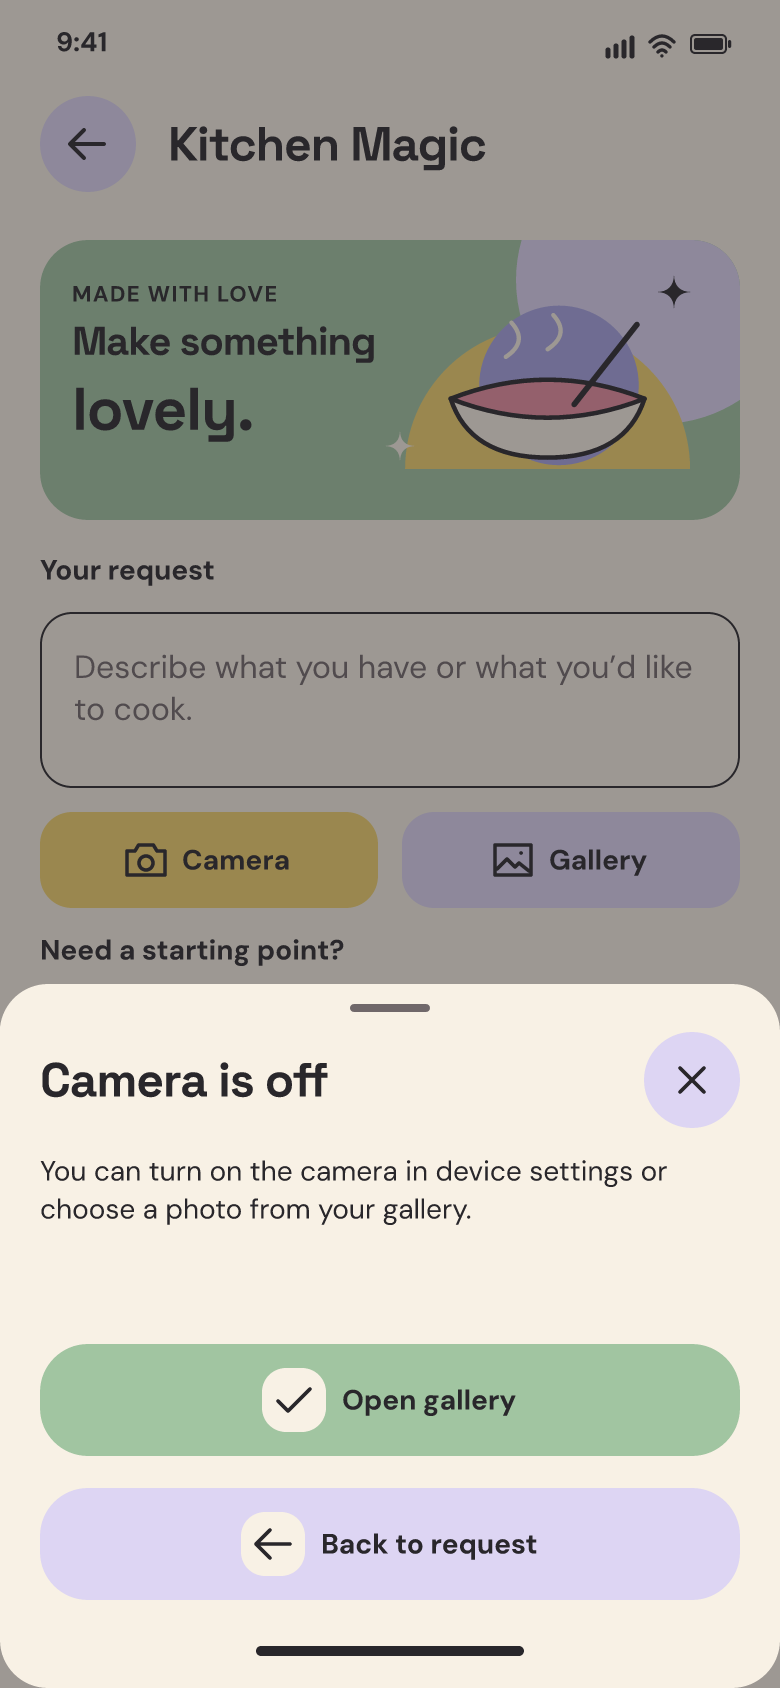 9:41
Kitchen Magic
MADE WITH LOVE
Make something
lovely.
Your request
Describe what you have or what you’d like
to cook.
Camera
Gallery
Need a starting point?
Camera is off
You can turn on the camera in device settings or
choose a photo from your gallery.
Open gallery
Back to request